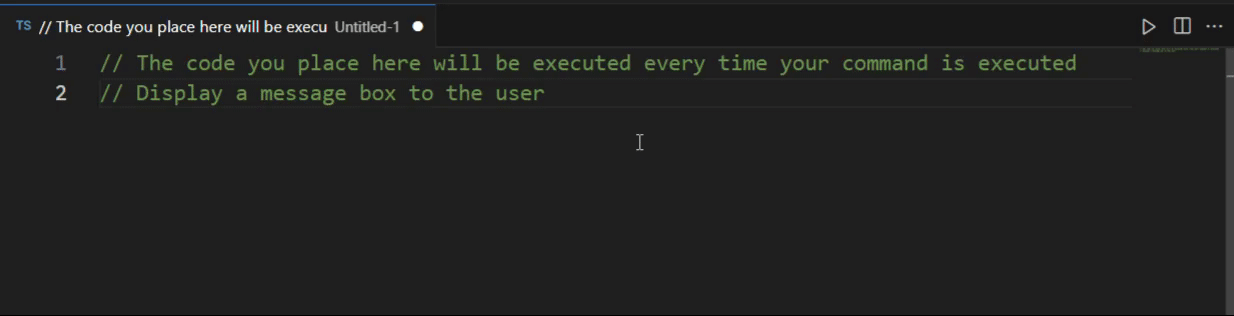 TS // The code you place here will be execu Untitled-1
1 // The code you place here will be executed every time your command is executed
2 // Display a message box to the user